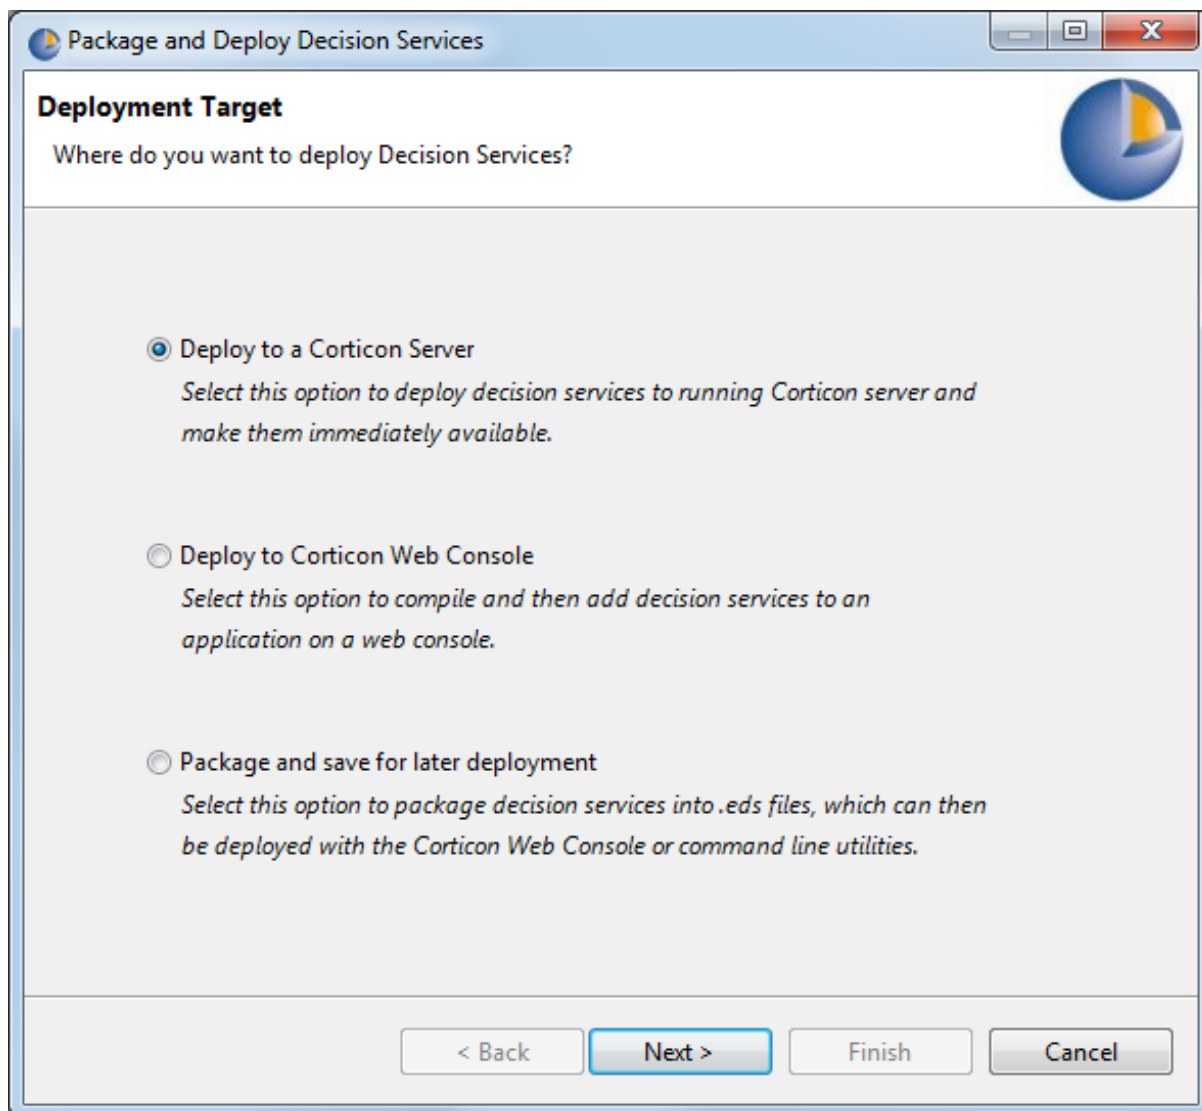 Package and Deploy Decision Services
Deployment Target
Where do you want to deploy Decision Services?
Deploy to a Corticon Server
Select this option to deploy decision services to running Corticon server and
make them immediately available.
Deploy to Corticon Web Console
Select this option to compile and then add decision services to an
application on a web console.
Package and save for later deployment
Select this option to package decision services into .eds files, which can then
be deployed with the Corticon Web Console or command line utilities.
< Back Next > Finish Cancel